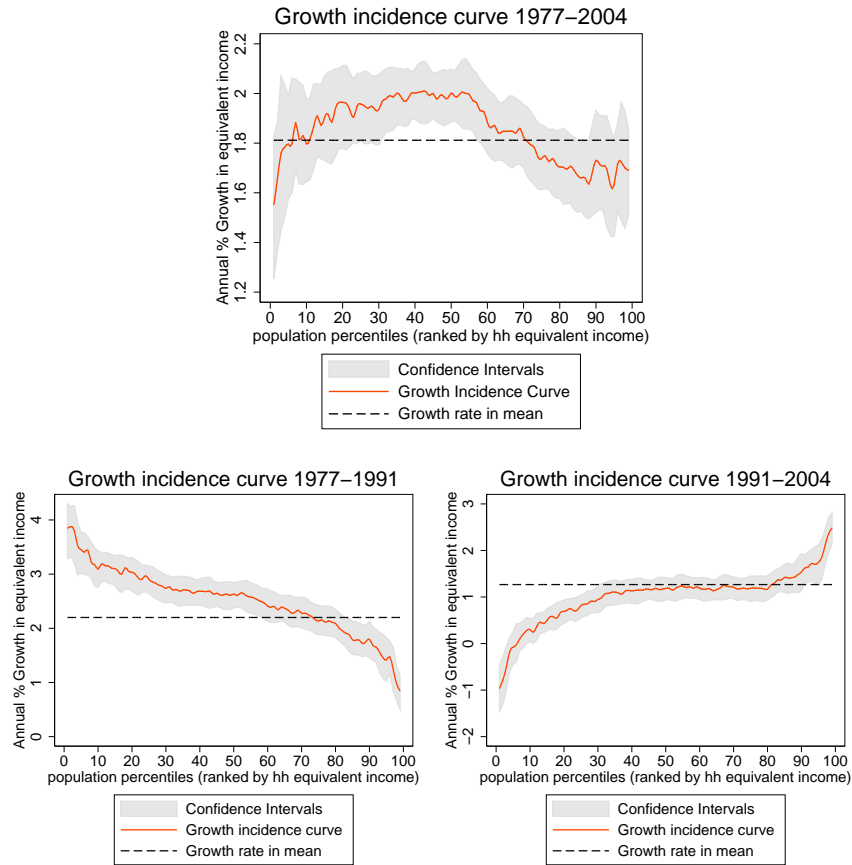 Growth incidence curve 1977−2004
Annual % Growth in equivalent income
2.2
2
1.8
1.6
1.4
1.2
0 10 20 30 40 50 60 70 80 90 100
population percentiles (ranked by hh equivalent income)
Confidence Intervals
Growth Incidence Curve
Growth rate in mean
Growth incidence curve 1977−1991
Annual % Growth in equivalent income
4
3
2
1
0
0 10 20 30 40 50 60 70 80 90 100
population percentiles (ranked by hh equivalent income)
Confidence Intervals
Growth incidence curve
Growth rate in mean
Growth incidence curve 1991−2004
Annual % Growth in equivalent income
3
2
1
0
−1
−2
0 10 20 30 40 50 60 70 80 90 100
population percentiles (ranked by hh equivalent income)
Confidence Intervals
Growth incidence curve
Growth rate in mean